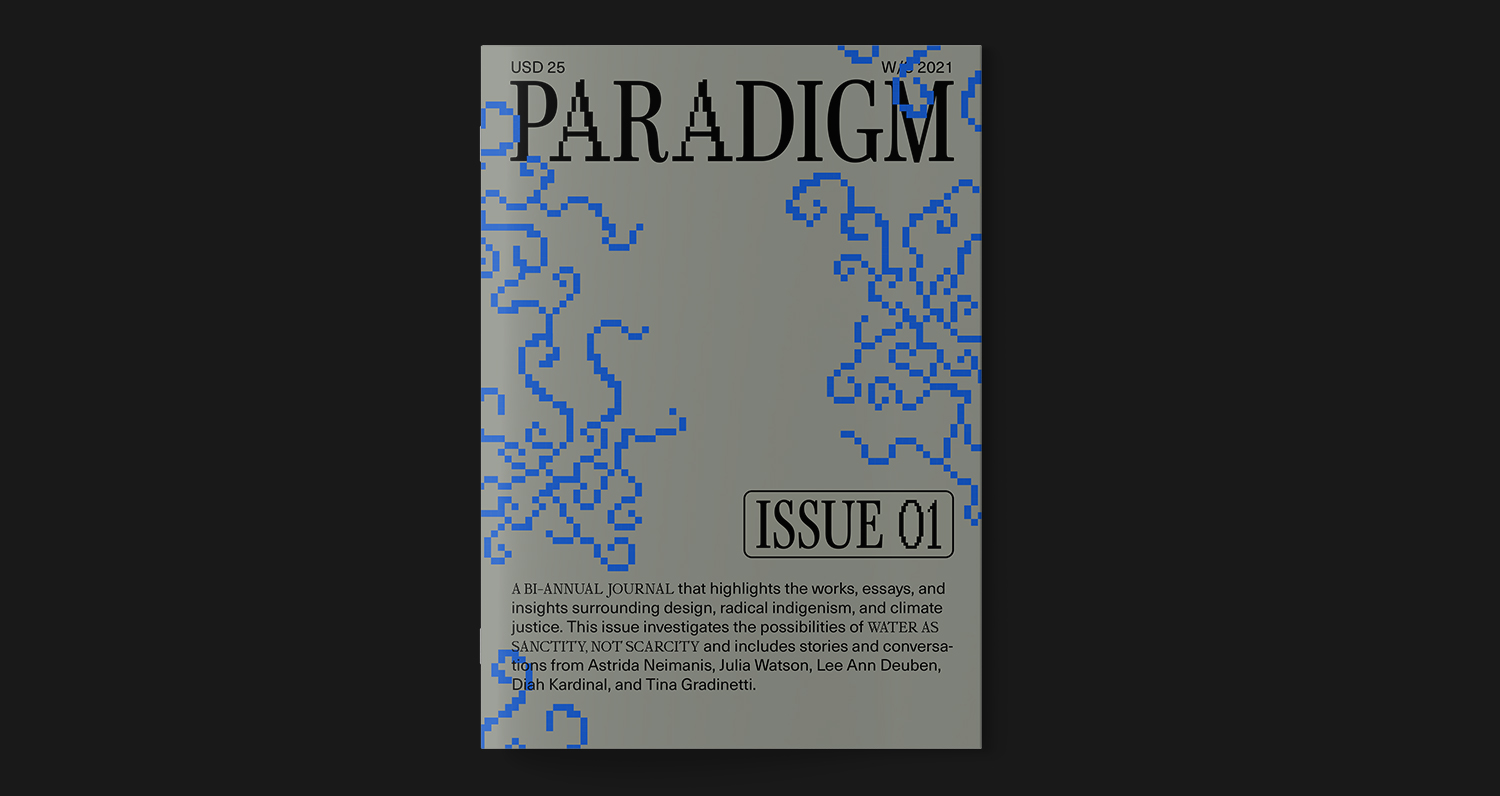 USD 25
W/S 2021
PARADIGM
ISSUE 01
A BI-ANNUAL JOURNAL that highlights the works, essays, and
insights surrounding design, radical indigenism, and climate
justice. This issue investigates the possibilities of WATER AS
SANCTITY, NOT SCARCITY and includes stories and conversa-
tions from Astrida Neimanis, Julia Watson, Lee Ann Deuben,
Diah Kardinal, and Tina Gradinetti.